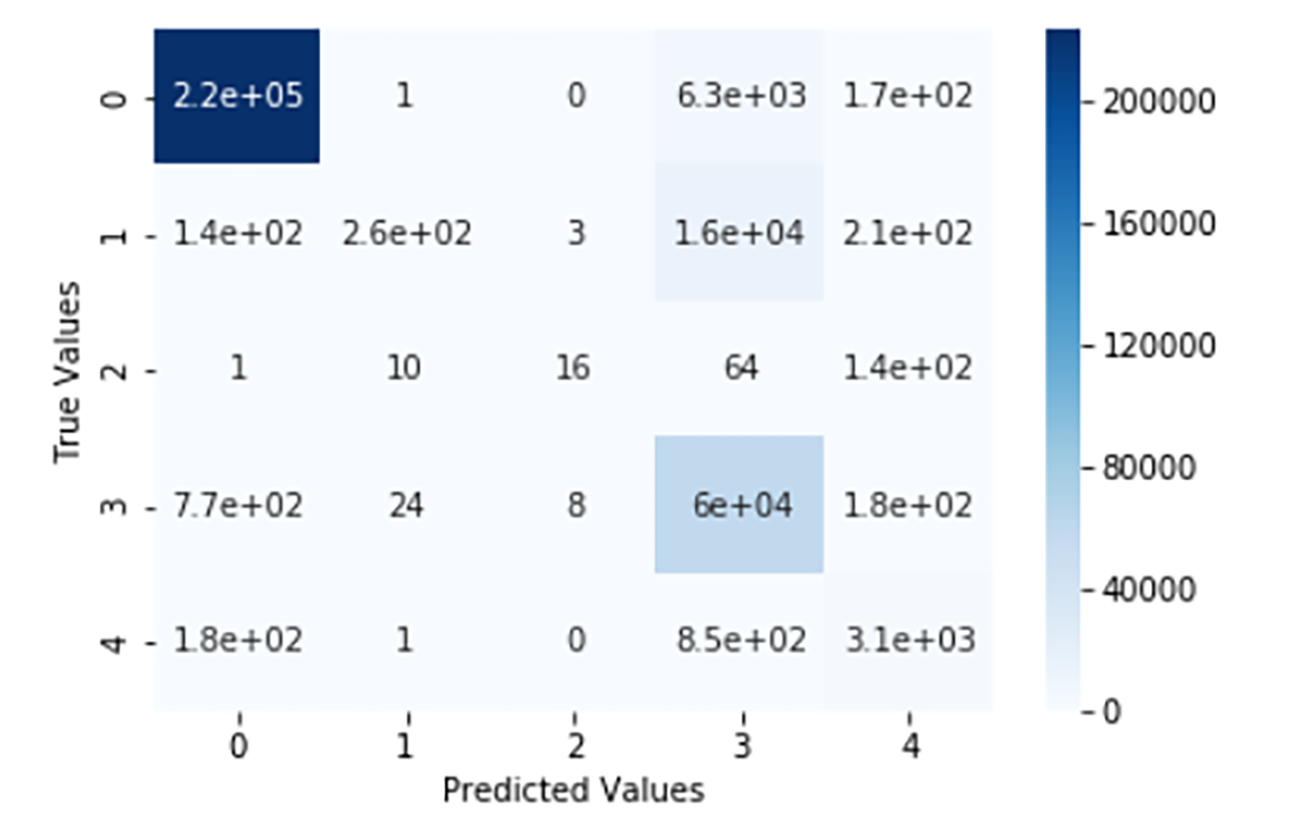 0 2.2e+05 1 0 6.3e+03 1.7e+02
1 1.4e+02 2.6e+02 3 1.6e+04 2.1e+02
2 1 10 16 64 1.4e+02
3 7.7e+02 24 8 6e+04 1.8e+02
4 1.8e+02 1 0 8.5e+02 3.1e+03
0 1 2 3 4
Predicted Values
True Values
200000
160000
120000
80000
40000
0